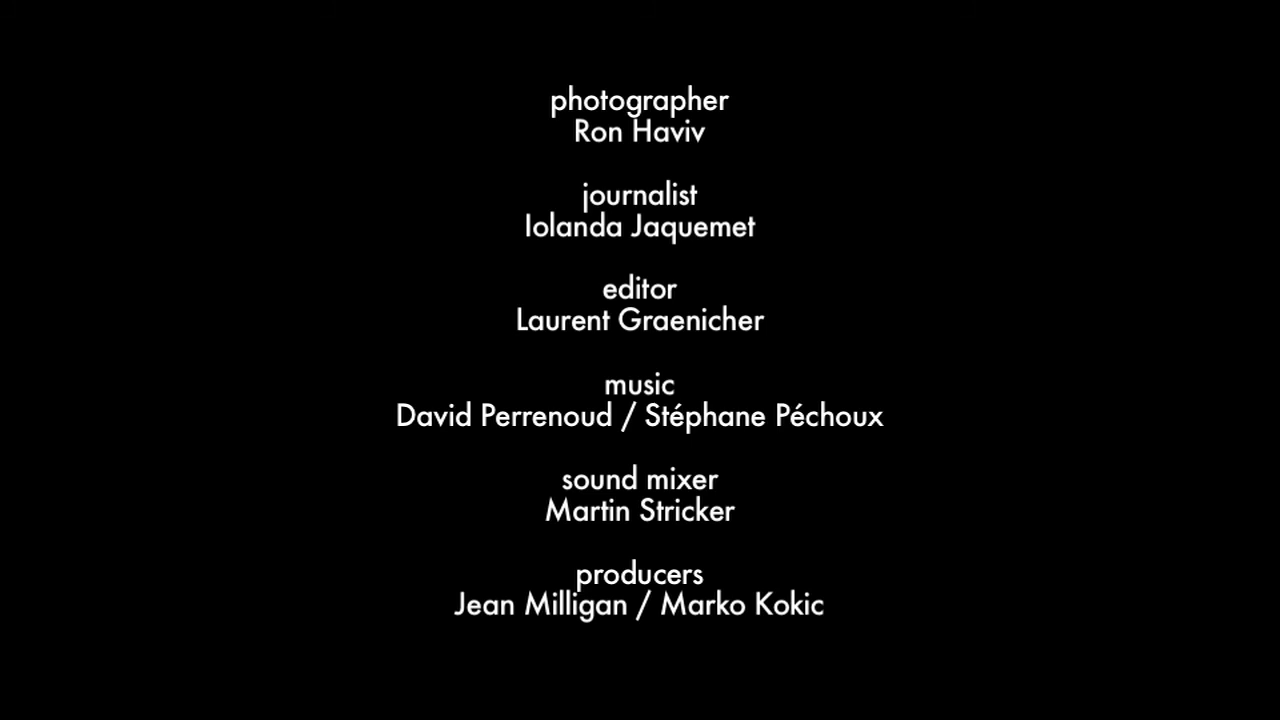 photographer
Ron Haviv
journalist
Iolanda Jaquemet
editor
Laurent Graenicher
music
David Perrenoud / Stéphane Péchoux
sound mixer
Martin Stricker
producers
Jean Milligan / Marko Kokic